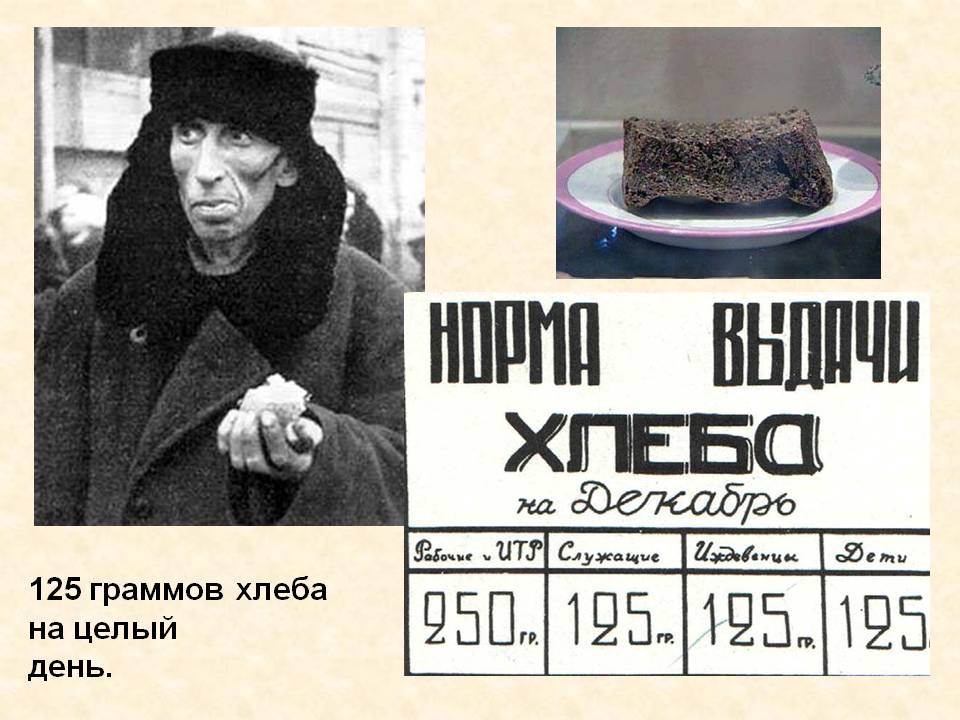 НОРМА ВЫДАЧИ
ХЛЕБА
на Декабрь
Рабочие и ИТР Служащие Иждевенцы Дети
250 гр. 125 гр. 125 гр. 125
125 граммов хлеба
на целый
день.